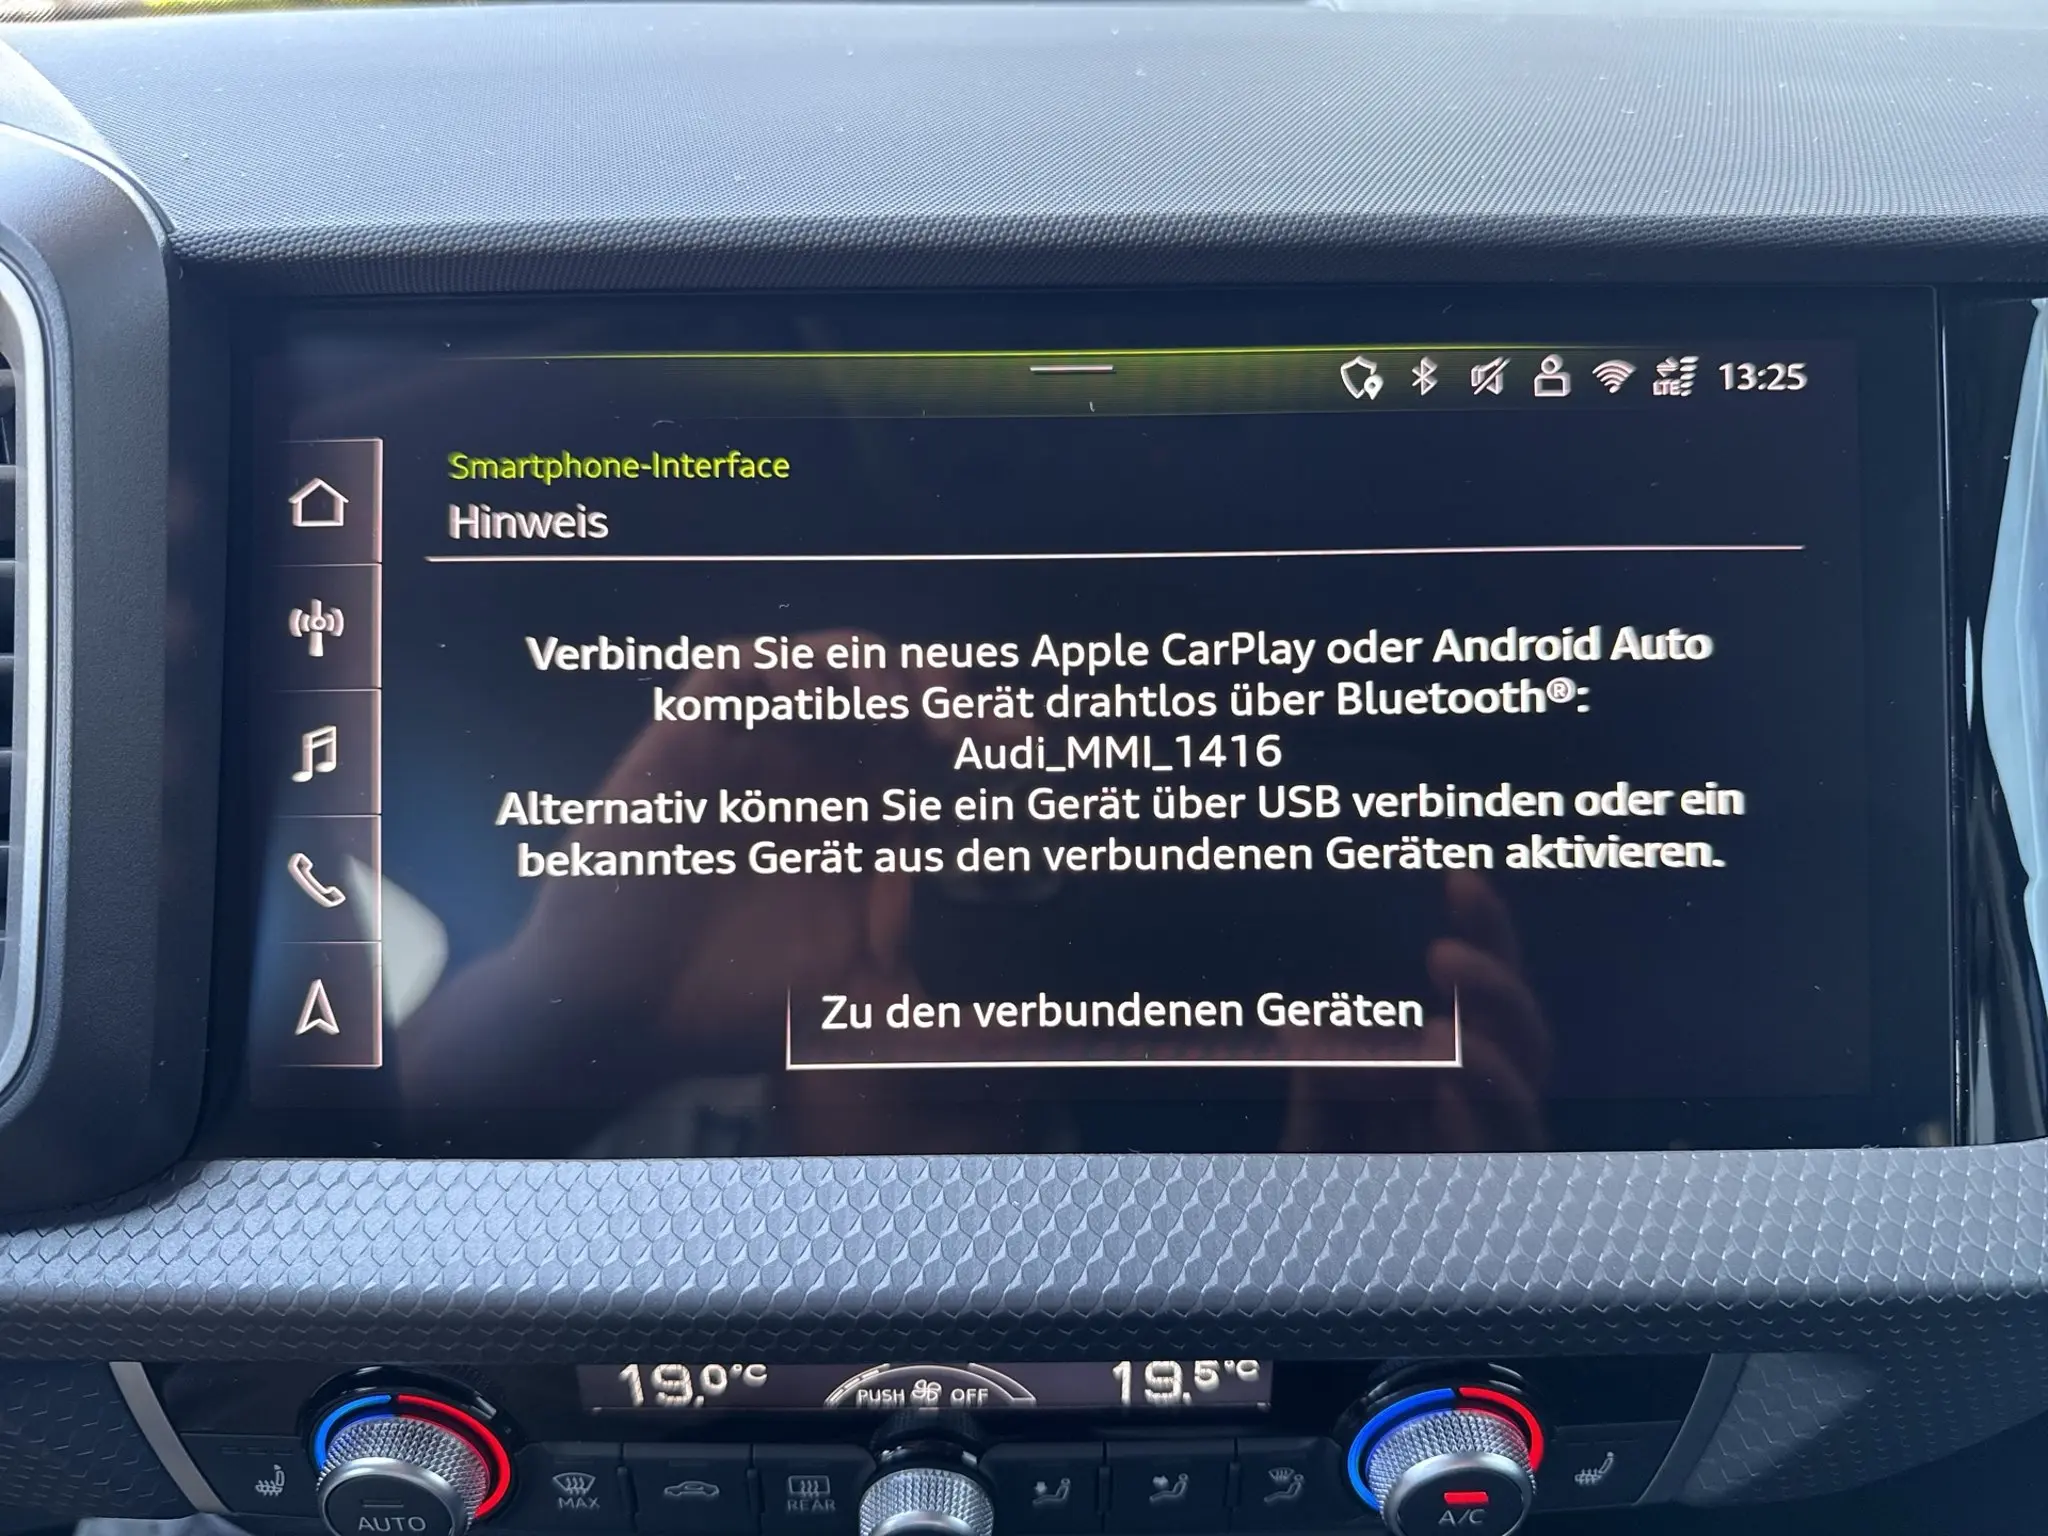 LTE 13:25
Smartphone-Interface
Hinweis
Verbinden Sie ein neues Apple CarPlay oder Android Auto
kompatibles Gerät drahtlos über Bluetooth®:
Audi_MMI_1416
Alternativ können Sie ein Gerät über USB verbinden oder ein
bekanntes Gerät aus den verbundenen Geräten aktivieren.
Zu den verbundenen Geräten
19.0°C PUSH OFF 19.5°C
MAX REAR
AUTO A/C